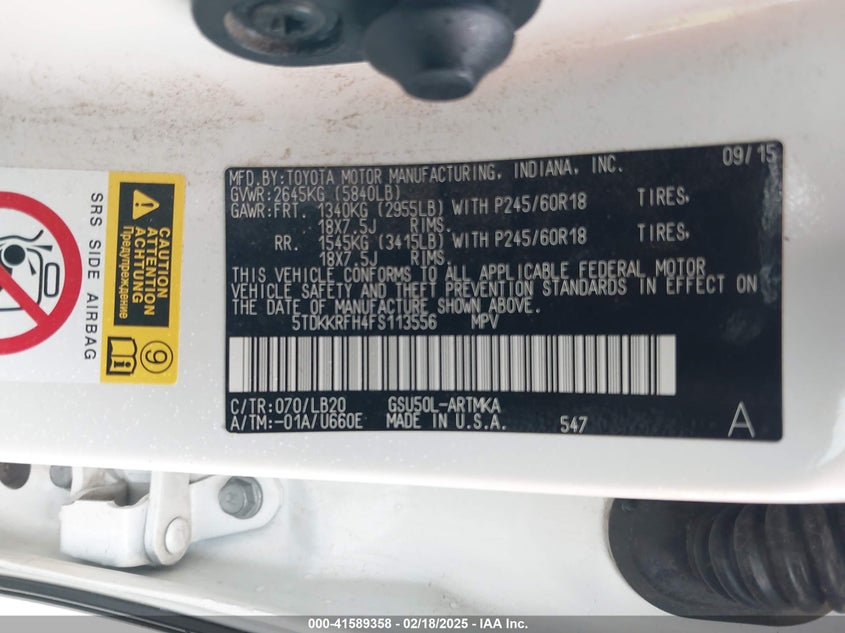 09/15
MFD.BY:TOYOTA MOTOR MANUFACTURING, INDIANA, INC.
GVWR:2645KG (5840LB)
GAWR:FRT. 1340KG (2955LB) WITH P245/60R18 TIRES,
18X7.5J RIMS.
RR. 1545KG (3415LB) WITH P245/60R18 TIRES,
18X7.5J RIMS.
THIS VEHICLE CONFORMS TO ALL APPLICABLE FEDERAL MOTOR
VEHICLE SAFETY AND THEFT PREVENTION STANDARDS IN EFFECT ON
THE DATE OF MANUFACTURE SHOWN ABOVE.
5TDKKRFH4FS113556 MPV
C/TR:070/LB20 GSU50L-ARTMKA
A/TM:-01A/U660E MADE IN U.S.A. 547 A
SRS SIDE AIRBAG
CAUTION
ATTENTION
ACHTUNG
Предупреждение
9
000-41589358 - 02/18/2025 - IAA Inc.